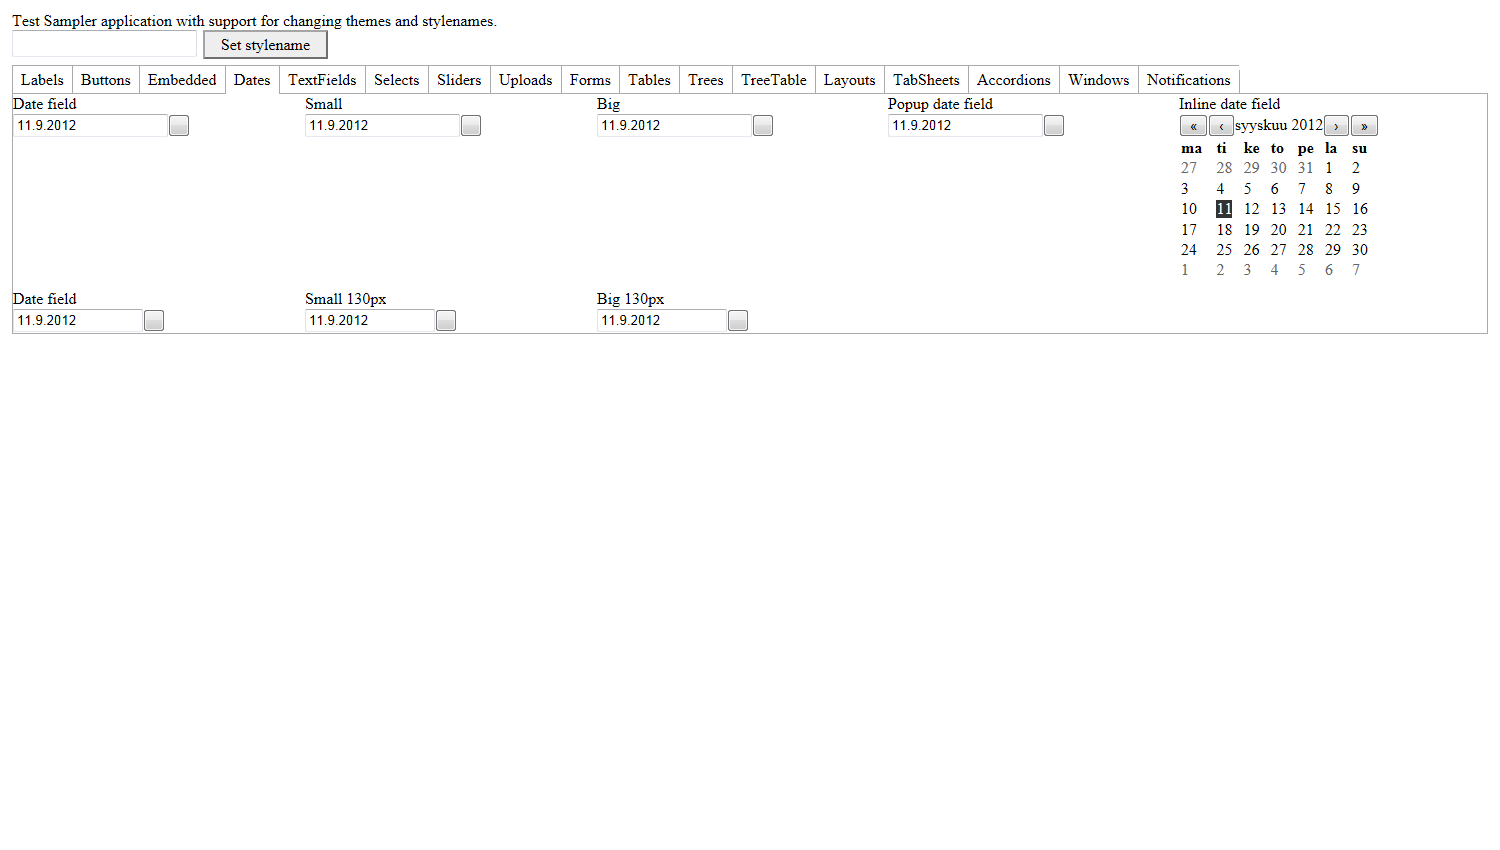 Test Sampler application with support for changing themes and stylenames.
Set stylename
Labels Buttons Embedded Dates TextFields Selects Sliders Uploads Forms Tables Trees TreeTable Layouts TabSheets Accordions Windows Notifications
Date field Small Big Popup date field Inline date field
11.9.2012 11.9.2012 11.9.2012 11.9.2012 « ‹ syyskuu 2012 › »
ma ti ke to pe la su
27 28 29 30 31 1 2
3 4 5 6 7 8 9
10 11 12 13 14 15 16
17 18 19 20 21 22 23
24 25 26 27 28 29 30
1 2 3 4 5 6 7
Date field Small 130px Big 130px
11.9.2012 11.9.2012 11.9.2012